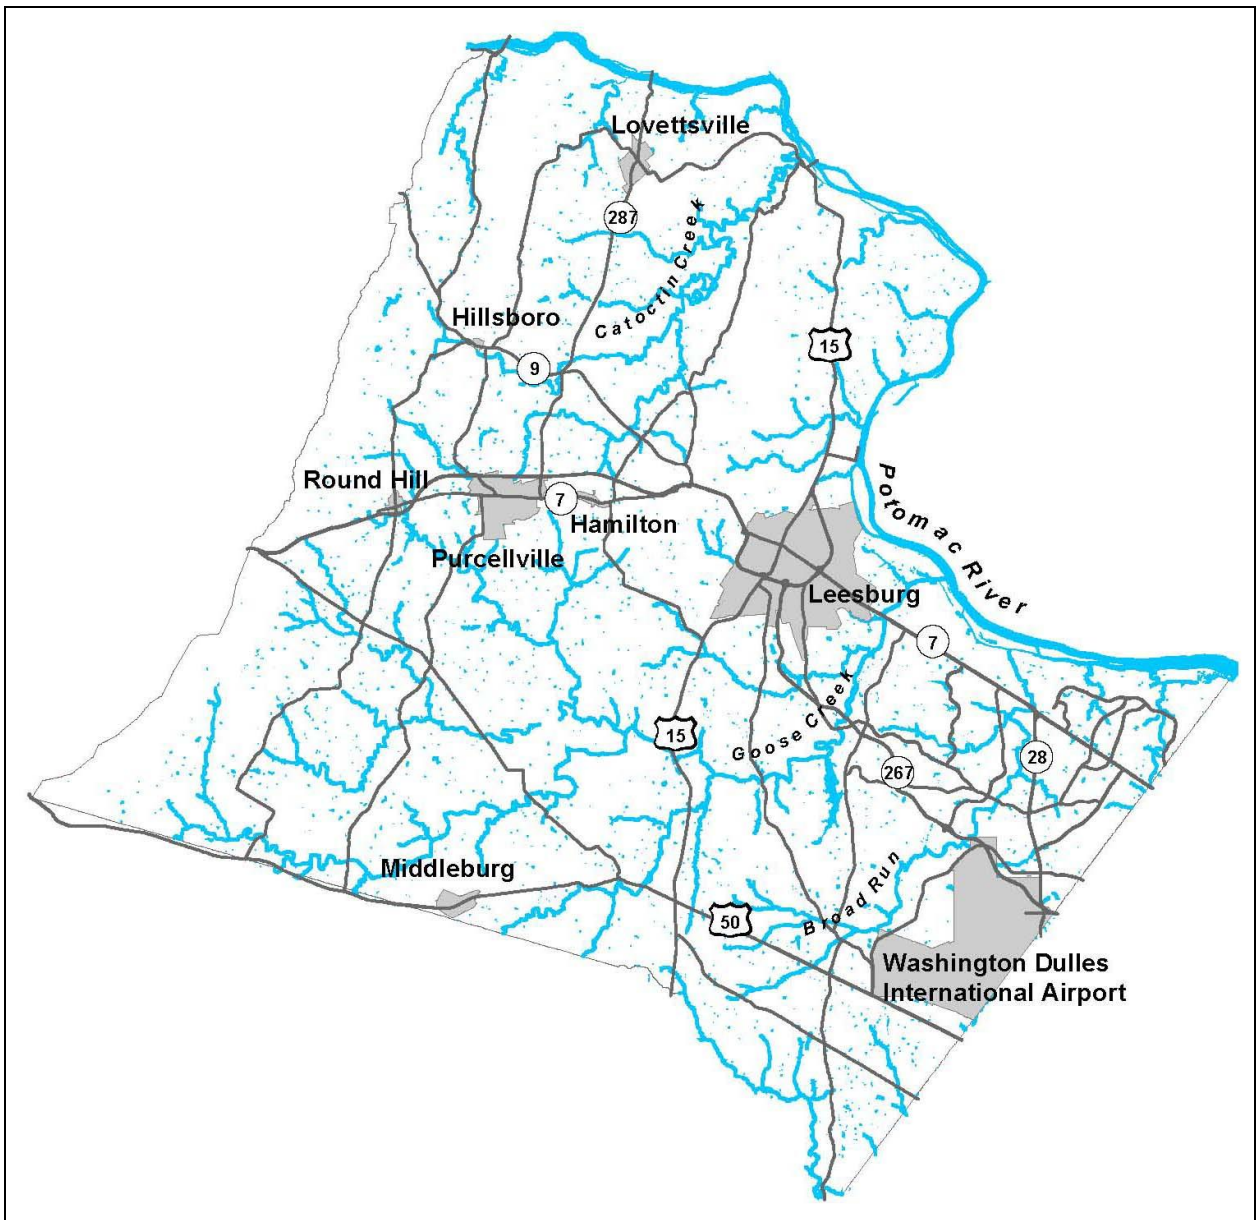 Lovettsville
287
Catoctin Creek
Hillsboro
15
9
Round Hill
7
Hamilton
Purcellville
Potomac River
Leesburg
7
Goose Creek
15
28
267
Middleburg
Broad Run
50
Washington Dulles
International Airport